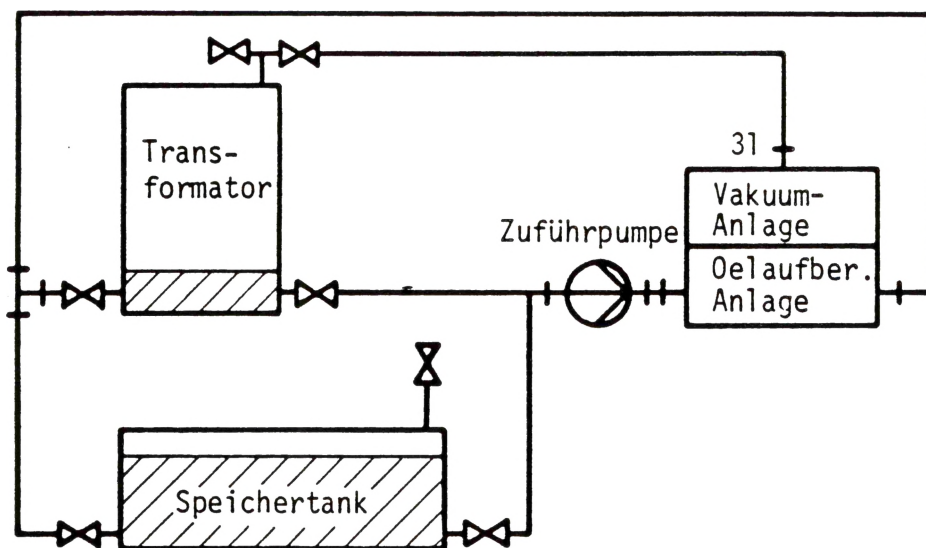 Trans-
formator
31
Vakuum-
Anlage
Zuführpumpe
Oelaufber.
Anlage
Speichertank